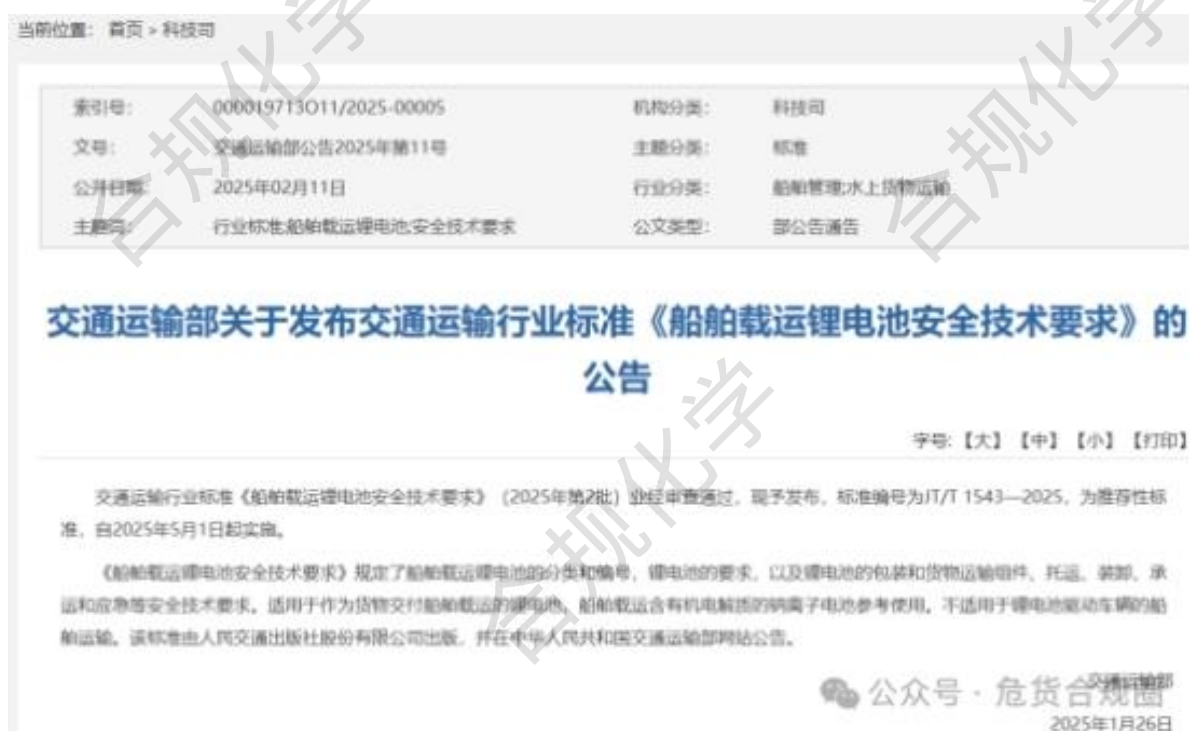 当前位置： 首页 > 科技司
索引号： 000019713O11/2025-00005 机构分类： 科技司
文号： 交通运输部公告2025年第11号 主题分类： 标准
公开日期： 2025年02月11日 行业分类： 船舶管理;水上货物运输
主题词： 行业标准;船舶载运锂电池;安全技术要求 公文类型： 部公告通告
交通运输部关于发布交通运输行业标准《船舶载运锂电池安全技术要求》的
公告
字号:【大】 【中】 【小】 【打印】
交通运输行业标准《船舶载运锂电池安全技术要求》（2025年第2批）业经审查通过，现予发布，标准编号为JT/T 1543—2025，为推荐性标
准，自2025年5月1日起实施。
《船舶载运锂电池安全技术要求》规定了船舶载运锂电池的分类和编号，锂电池的要求，以及锂电池的包装和货物运输组件、托运、装卸、承
运和应急等安全技术要求。适用于作为货物交付船舶载运的锂电池，船舶载运含有机电解质的钠离子电池参考使用。不适用于锂电池驱动车辆的船
舶运输。该标准由人民交通出版社股份有限公司出版，并在中华人民共和国交通运输部网站公告。
交通运输部
公众号 · 危货合规圈
2025年1月26日
合规化学
合规化学
合规化学